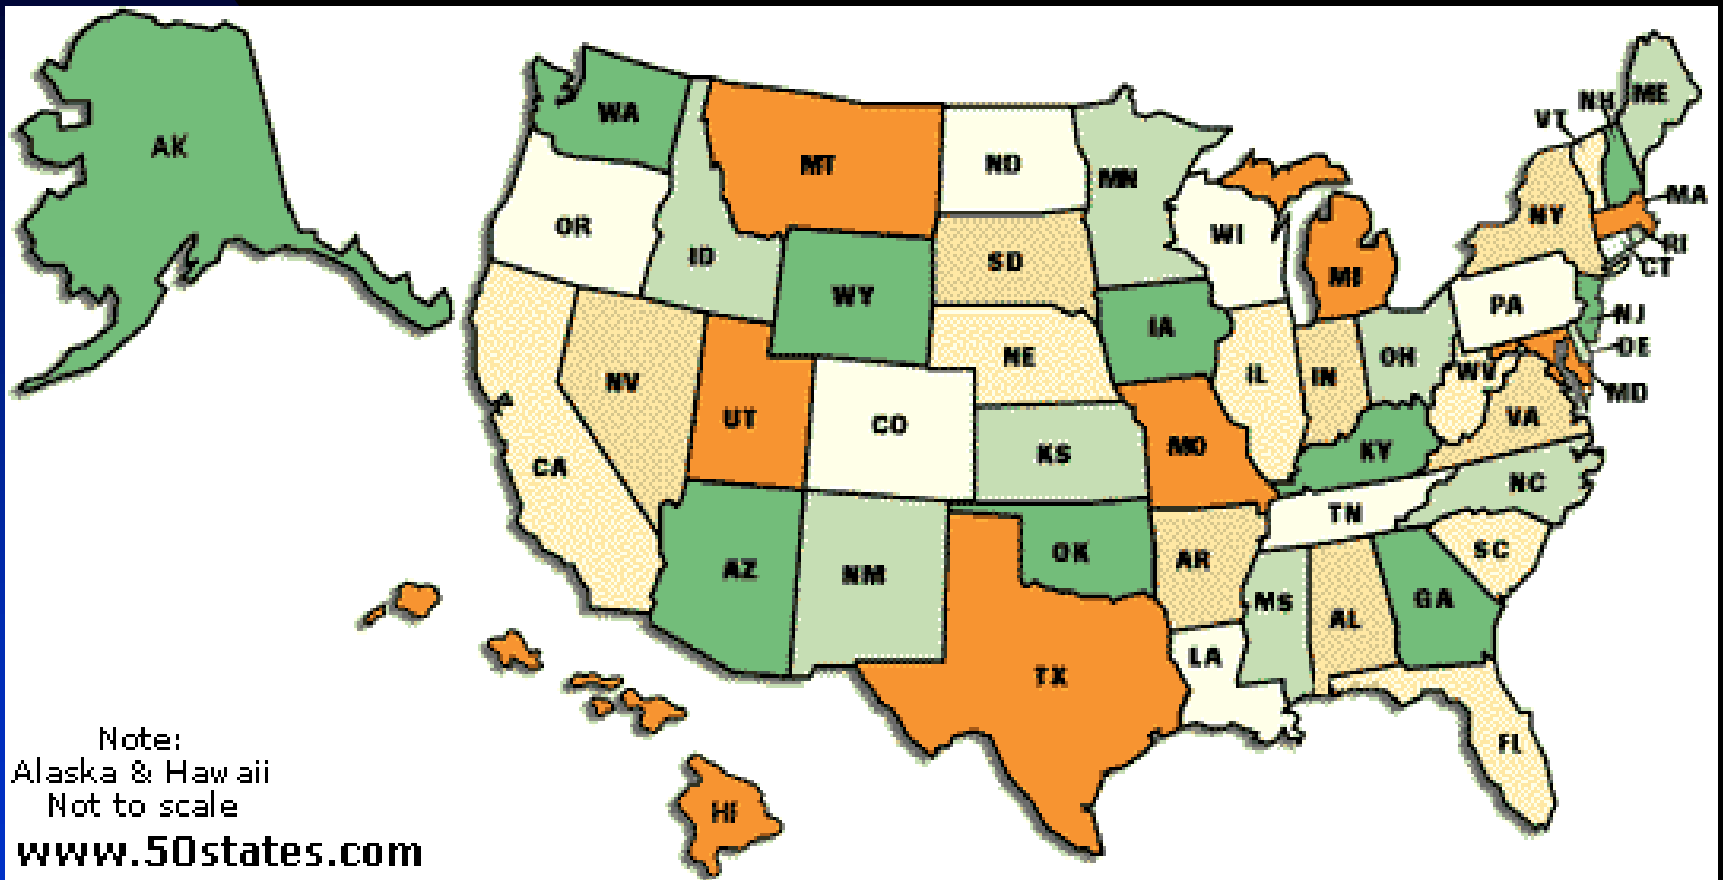 AK
WA
MT
ND
MN
OR
ID
WY
SD
WI
MI
NY
VT
NH
ME
MA
RI
CT
NJ
DE
MD
PA
IA
NE
NV
UT
CO
CA
KS
MO
IL
IN
OH
WV
VA
KY
NC
TN
SC
AZ
NM
OK
AR
MS
AL
GA
TX
LA
FL
HI
Note:
Alaska & Hawaii
Not to scale
www.50states.com